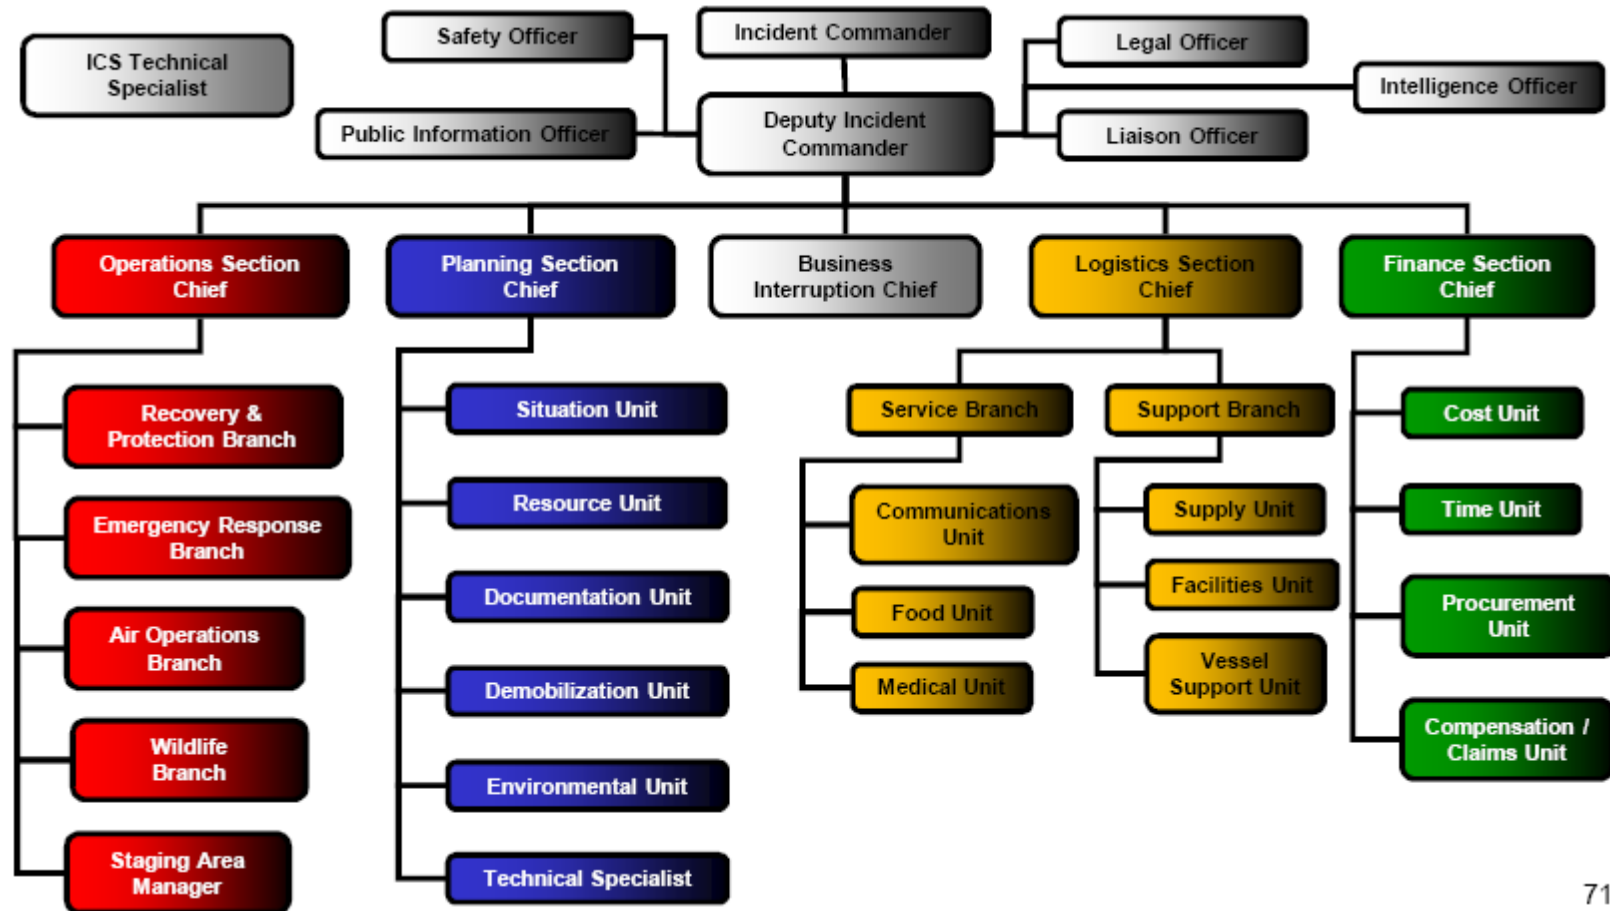 Safety Officer
Incident Commander
Legal Officer
ICS Technical
Specialist
Intelligence Officer
Public Information Officer
Deputy Incident
Commander
Liaison Officer
Operations Section
Chief
Planning Section
Chief
Business
Interruption Chief
Logistics Section
Chief
Finance Section
Chief
Recovery &
Protection Branch
Emergency Response
Branch
Air Operations
Branch
Wildlife
Branch
Staging Area
Manager
Situation Unit
Resource Unit
Documentation Unit
Demobilization Unit
Environmental Unit
Technical Specialist
Service Branch
Communications
Unit
Food Unit
Medical Unit
Support Branch
Supply Unit
Facilities Unit
Vessel
Support Unit
Cost Unit
Time Unit
Procurement
Unit
Compensation /
Claims Unit
71